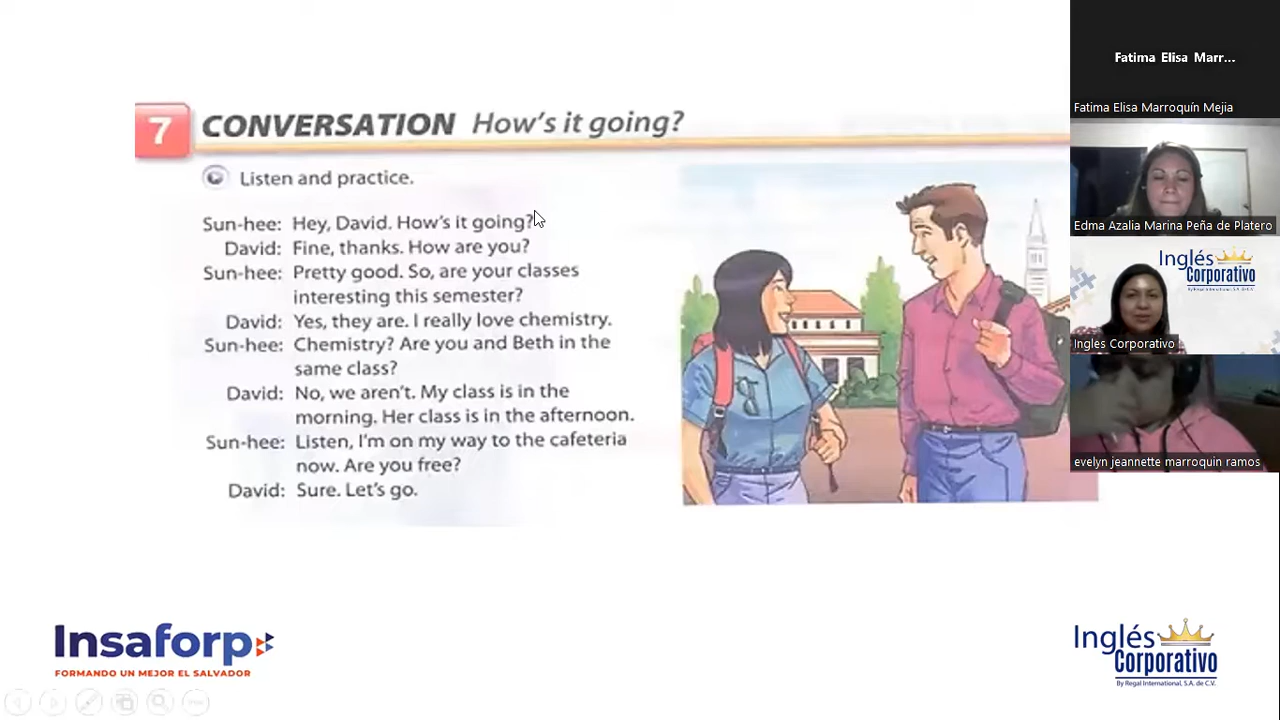 7 CONVERSATION How's it going?
Listen and practice.
Sun-hee: Hey, David. How's it going?
David: Fine, thanks. How are you?
Sun-hee: Pretty good. So, are your classes
interesting this semester?
David: Yes, they are. I really love chemistry.
Sun-hee: Chemistry? Are you and Beth in the
same class?
David: No, we aren't. My class is in the
morning. Her class is in the afternoon.
Sun-hee: Listen, I'm on my way to the cafeteria
now. Are you free?
David: Sure. Let's go.
Insaforp
FORMANDO UN MEJOR EL SALVADOR
Inglés
Corporativo
By Regal International, S.A. de C.V.
Fatima Elisa Marr...
Fatima Elisa Marroquín Mejia
Edma Azalia Marina Peña de Platero
Inglés
Corporativo
By Regal International, S.A. de C.V.
Ingles Corporativo
evelyn jeannette marroquin ramos